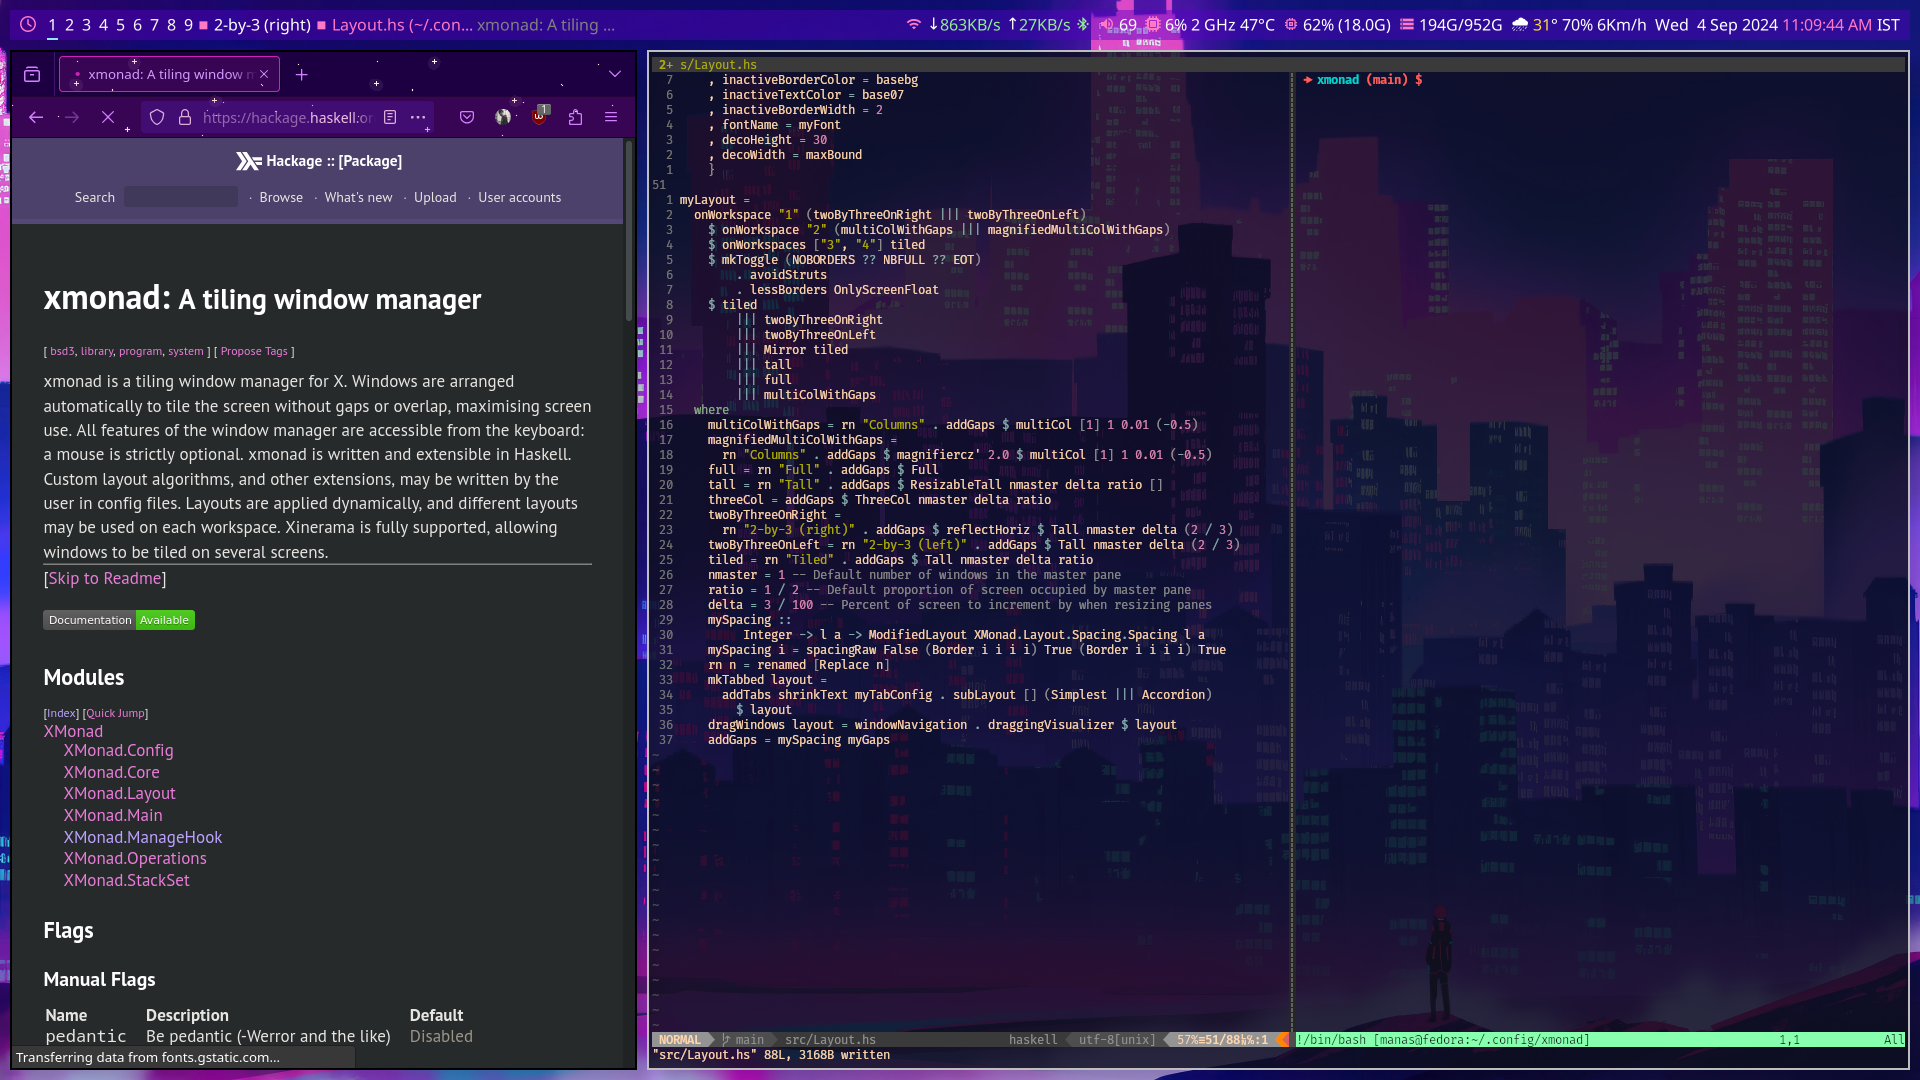 1 2 3 4 5 6 7 8 9 2-by-3 (right) Layout.hs (~/.con... xmonad: A tiling ...
↓863KB/s ↑27KB/s 69 6% 2 GHz 47°C 62% (18.0G) 194G/952G 31° 70% 6Km/h Wed 4 Sep 2024 11:09:44 AM IST
xmonad: A tiling window m
https://hackage.haskell.or
1
Hackage :: [Package]
Search · Browse · What's new · Upload · User accounts
xmonad: A tiling window manager
[ bsd3, library, program, system ] [ Propose Tags ]
xmonad is a tiling window manager for X. Windows are arranged
automatically to tile the screen without gaps or overlap, maximising screen
use. All features of the window manager are accessible from the keyboard:
a mouse is strictly optional. xmonad is written and extensible in Haskell.
Custom layout algorithms, and other extensions, may be written by the
user in config files. Layouts are applied dynamically, and different layouts
may be used on each workspace. Xinerama is fully supported, allowing
windows to be tiled on several screens.
[Skip to Readme]
Documentation Available
Modules
[Index] [Quick Jump]
XMonad
XMonad.Config
XMonad.Core
XMonad.Layout
XMonad.Main
XMonad.ManageHook
XMonad.Operations
XMonad.StackSet
Flags
Manual Flags
Name Description Default
pedantic Be pedantic (-Werror and the like) Disabled
Transferring data from fonts.gstatic.com...
2+ s/Layout.hs
7 , inactiveBorderColor = basebg
6 , inactiveTextColor = base07
5 , inactiveBorderWidth = 2
4 , fontName = myFont
3 , decoHeight = 30
2 , decoWidth = maxBound
1 }
51
1 myLayout =
2 onWorkspace "1" (twoByThreeOnRight ||| twoByThreeOnLeft)
3 $ onWorkspace "2" (multiColWithGaps ||| magnifiedMultiColWithGaps)
4 $ onWorkspaces ["3", "4"] tiled
5 $ mkToggle (NOBORDERS ?? NBFULL ?? EOT)
6 . avoidStruts
7 . lessBorders OnlyScreenFloat
8 $ tiled
9 ||| twoByThreeOnRight
10 ||| twoByThreeOnLeft
11 ||| Mirror tiled
12 ||| tall
13 ||| full
14 ||| multiColWithGaps
15 where
16 multiColWithGaps = rn "Columns" . addGaps $ multiCol [1] 1 0.01 (-0.5)
17 magnifiedMultiColWithGaps =
18 rn "Columns" . addGaps $ magnifiercz' 2.0 $ multiCol [1] 1 0.01 (-0.5)
19 full = rn "Full" . addGaps $ Full
20 tall = rn "Tall" . addGaps $ ResizableTall nmaster delta ratio []
21 threeCol = addGaps $ ThreeCol nmaster delta ratio
22 twoByThreeOnRight =
23 rn "2-by-3 (right)" . addGaps $ reflectHoriz $ Tall nmaster delta (2 / 3)
24 twoByThreeOnLeft = rn "2-by-3 (left)" . addGaps $ Tall nmaster delta (2 / 3)
25 tiled = rn "Tiled" . addGaps $ Tall nmaster delta ratio
26 nmaster = 1 -- Default number of windows in the master pane
27 ratio = 1 / 2 -- Default proportion of screen occupied by master pane
28 delta = 3 / 100 -- Percent of screen to increment by when resizing panes
29 mySpacing ::
30 Integer -> l a -> ModifiedLayout XMonad.Layout.Spacing.Spacing l a
31 mySpacing i = spacingRaw False (Border i i i i) True (Border i i i i) True
32 rn n = renamed [Replace n]
33 mkTabbed layout =
34 addTabs shrinkText myTabConfig . subLayout [] (Simplest ||| Accordion)
35 $ layout
36 dragWindows layout = windowNavigation . draggingVisualizer $ layout
37 addGaps = mySpacing myGaps
NORMAL main src/Layout.hs haskell utf-8[unix] 57%≡51/88:1
"src/Layout.hs" 88L, 3168B written
→ xmonad (main) $
!/bin/bash [manas@fedora:~/.config/xmonad] 1,1 All